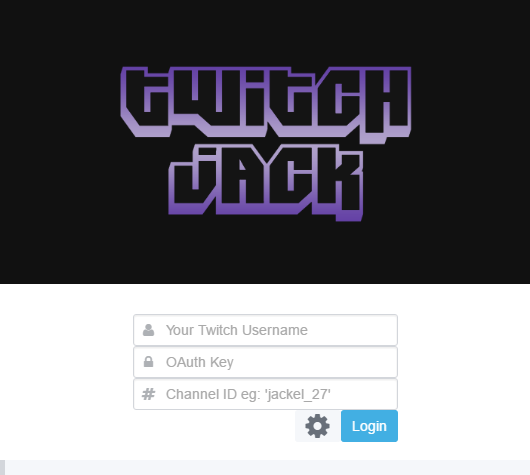 TWITCH
JACK
Your Twitch Username
OAuth Key
# Channel ID eg: 'jackel_27'
Login